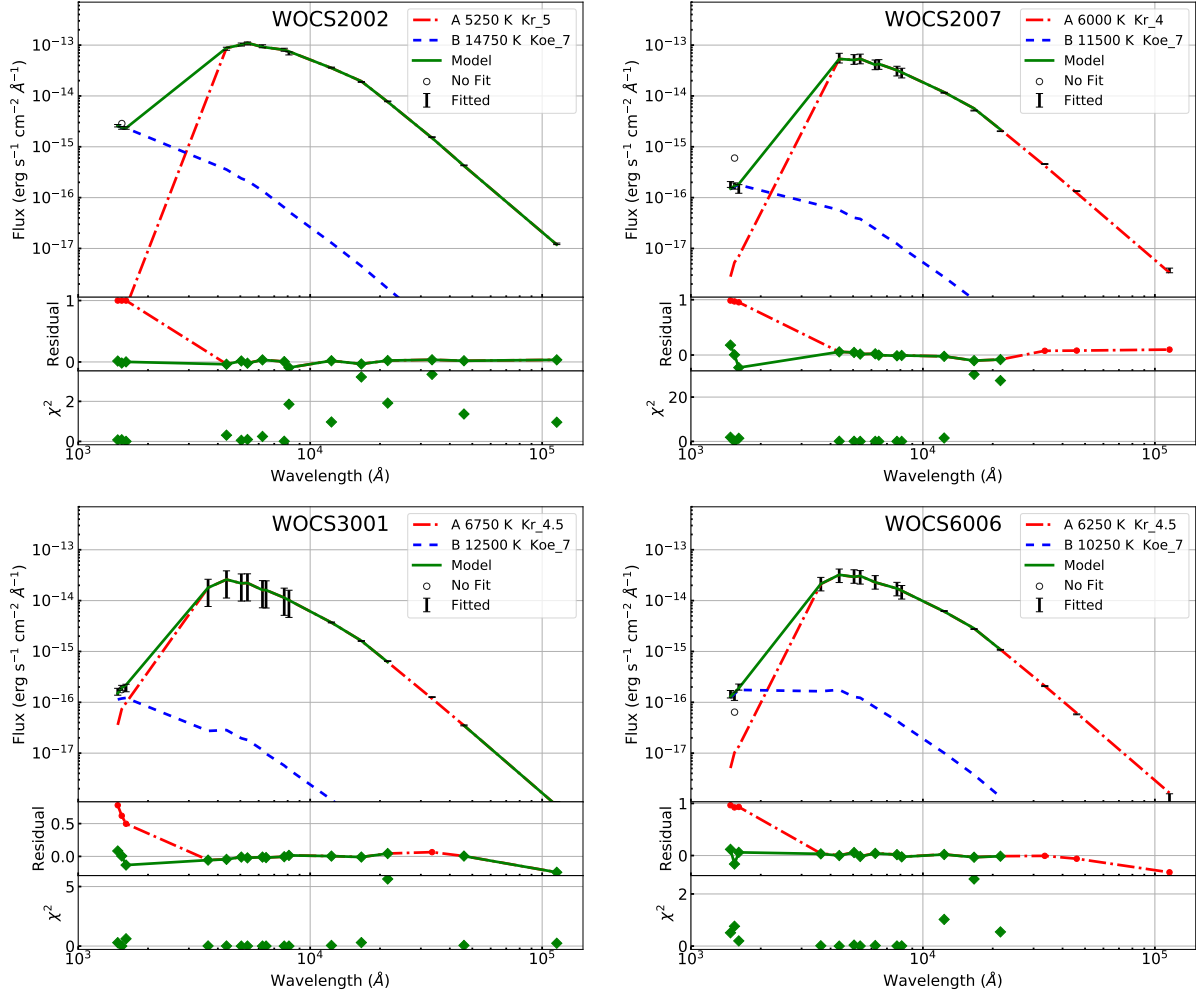 WOCS2002
A 5250 K Kr_5
B 14750 K Koe_7
Model
No Fit
Fitted
Flux (erg s⁻¹ cm⁻² Å⁻¹)
10⁻¹³
10⁻¹⁴
10⁻¹⁵
10⁻¹⁶
10⁻¹⁷
Residual
1
0
χ²
2
0
10³
10⁴
10⁵
Wavelength (Å)
WOCS2007
A 6000 K Kr_4
B 11500 K Koe_7
Model
No Fit
Fitted
Flux (erg s⁻¹ cm⁻² Å⁻¹)
10⁻¹³
10⁻¹⁴
10⁻¹⁵
10⁻¹⁶
10⁻¹⁷
Residual
1
0
χ²
20
0
10³
10⁴
10⁵
Wavelength (Å)
WOCS3001
A 6750 K Kr_4.5
B 12500 K Koe_7
Model
No Fit
Fitted
Flux (erg s⁻¹ cm⁻² Å⁻¹)
10⁻¹³
10⁻¹⁴
10⁻¹⁵
10⁻¹⁶
10⁻¹⁷
Residual
0.5
0.0
χ²
5
0
10³
10⁴
10⁵
Wavelength (Å)
WOCS6006
A 6250 K Kr_4.5
B 10250 K Koe_7
Model
No Fit
Fitted
Flux (erg s⁻¹ cm⁻² Å⁻¹)
10⁻¹³
10⁻¹⁴
10⁻¹⁵
10⁻¹⁶
10⁻¹⁷
Residual
1
0
χ²
2
0
10³
10⁴
10⁵
Wavelength (Å)